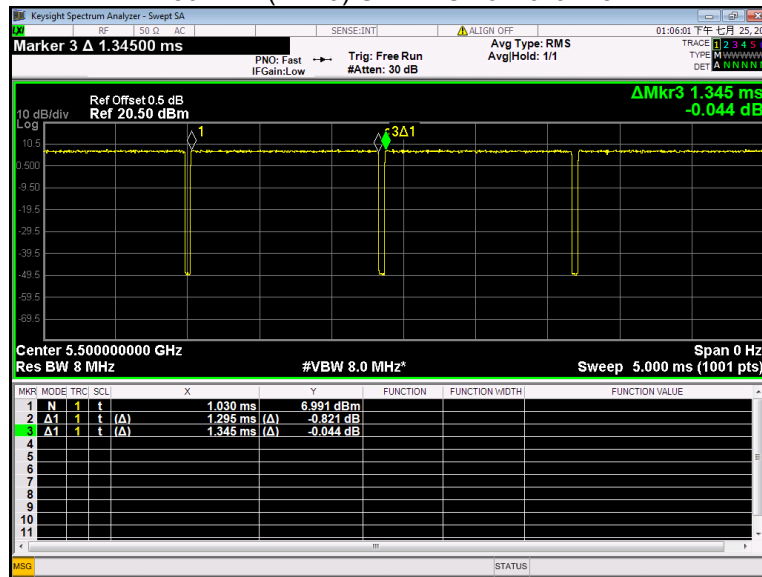 Keysight Spectrum Analyzer - Swept SA
RF 50 Ω AC SENSE:INT ALIGN OFF 01:06:01 下午 七月 25, 20
Marker 3 Δ 1.34500 ms
PNO: Fast Trig: Free Run Avg Type: RMS TRACE 1 2 3 4 5
IFGain:Low #Atten: 30 dB Avg|Hold: 1/1 TYPE M
DET A N N N N
ΔMkr3 1.345 ms
-0.044 dB
Ref Offset 0.5 dB
10 dB/div Ref 20.50 dBm
Log
1
3Δ1
10.5
0.500
-9.50
-19.5
-29.5
-39.5
-49.5
-59.5
-69.5
Center 5.500000000 GHz Span 0 Hz
Res BW 8 MHz #VBW 8.0 MHz* Sweep 5.000 ms (1001 pts)
MKR MODE TRC SCL X Y FUNCTION FUNCTION WIDTH FUNCTION VALUE
1 N 1 t 1.030 ms 6.991 dBm
2 Δ1 1 t (Δ) 1.295 ms (Δ) -0.821 dB
3 Δ1 1 t (Δ) 1.345 ms (Δ) -0.044 dB
4
5
6
7
8
9
10
11
MSG STATUS